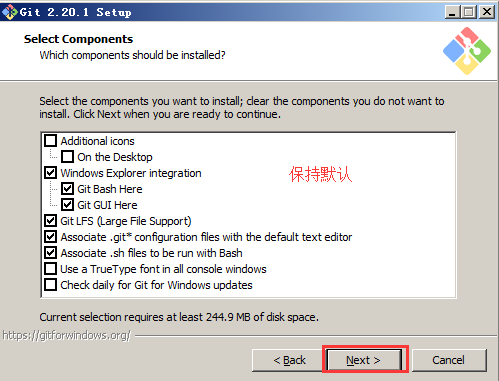 Git 2.20.1 Setup
Select Components
Which components should be installed?
Select the components you want to install; clear the components you do not want to
install. Click Next when you are ready to continue.
Additional icons
On the Desktop
Windows Explorer integration
保持默认
Git Bash Here
Git GUI Here
Git LFS (Large File Support)
Associate .git* configuration files with the default text editor
Associate .sh files to be run with Bash
Use a TrueType font in all console windows
Check daily for Git for Windows updates
Current selection requires at least 244.9 MB of disk space.
https://gitforwindows.org/
< Back
Next >
Cancel